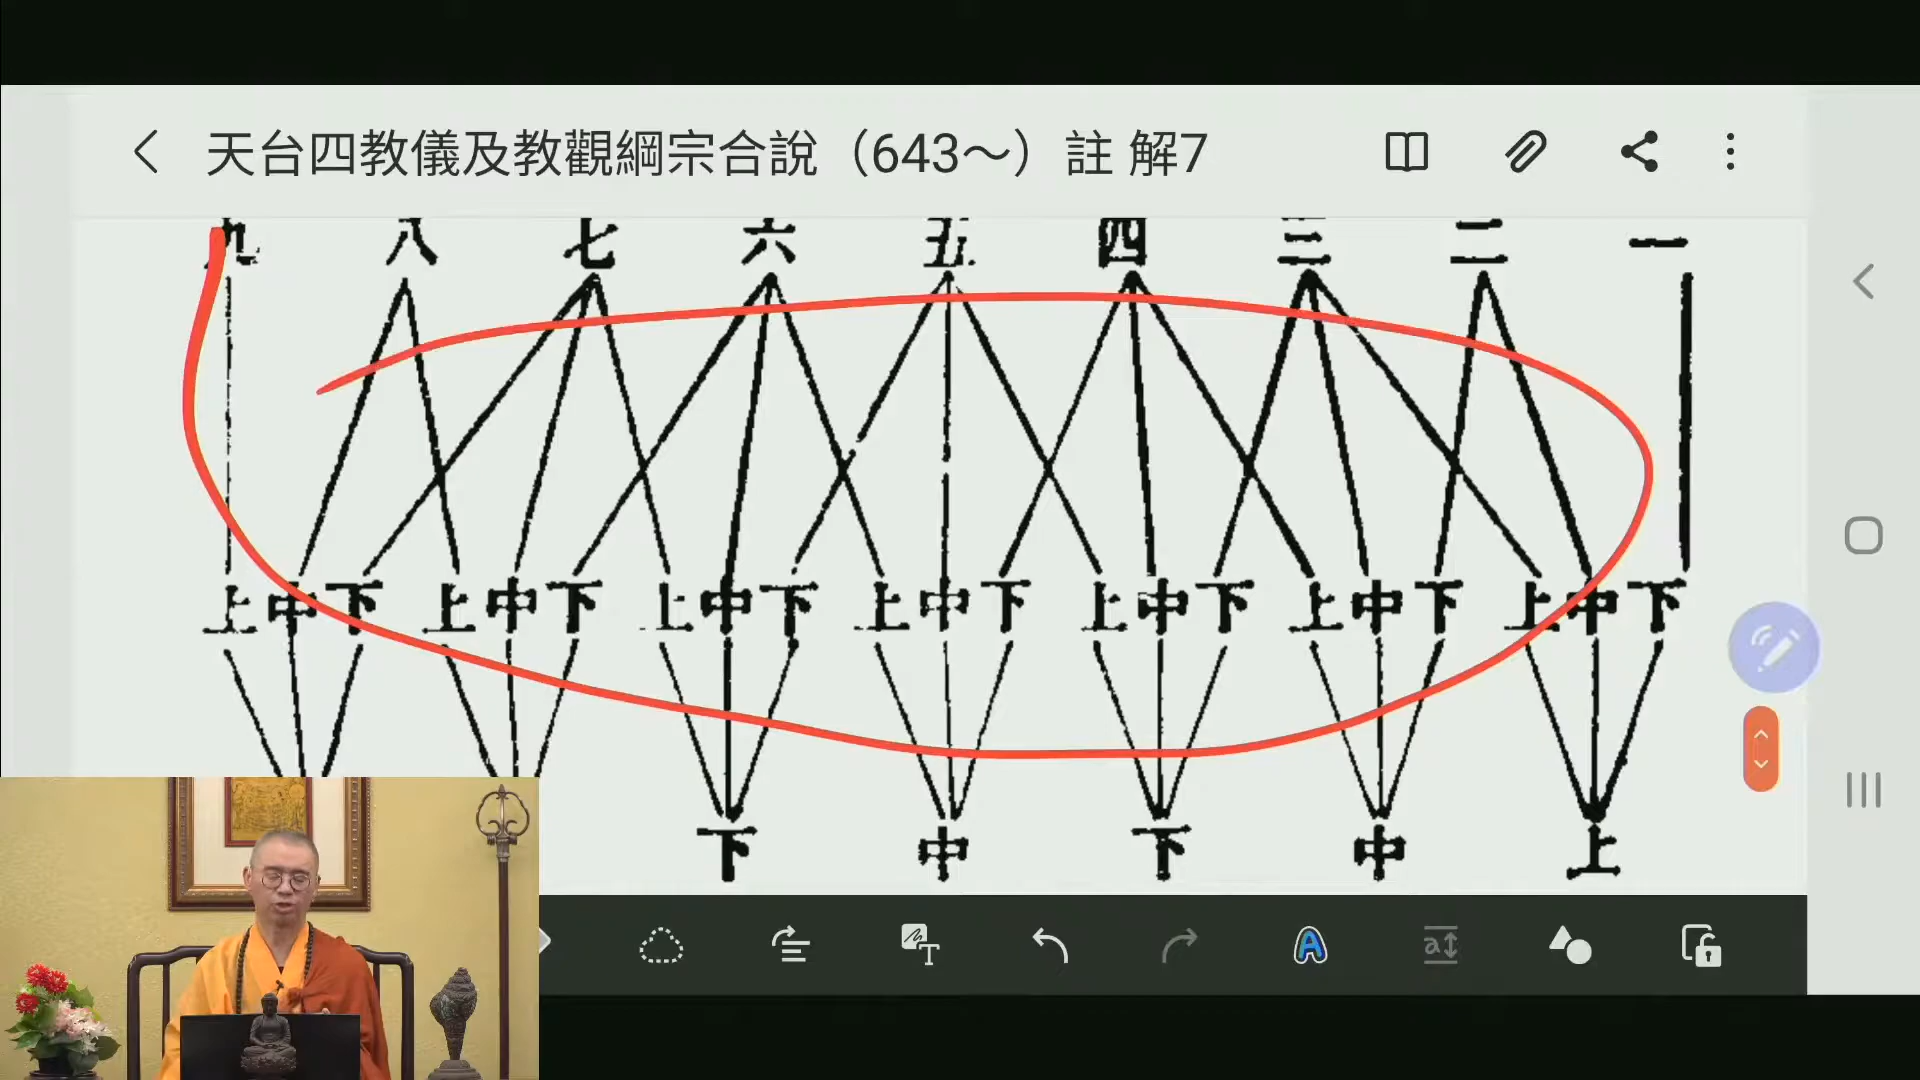 天台四教儀及教觀綱宗合說（643～）註 解7
九 八 七 六 五 四 三 二 一
上 中 下 上 中 下 上 中 下 上 中 下 上 中 下 上 中 下 上 中 下
下 中 下 中 上